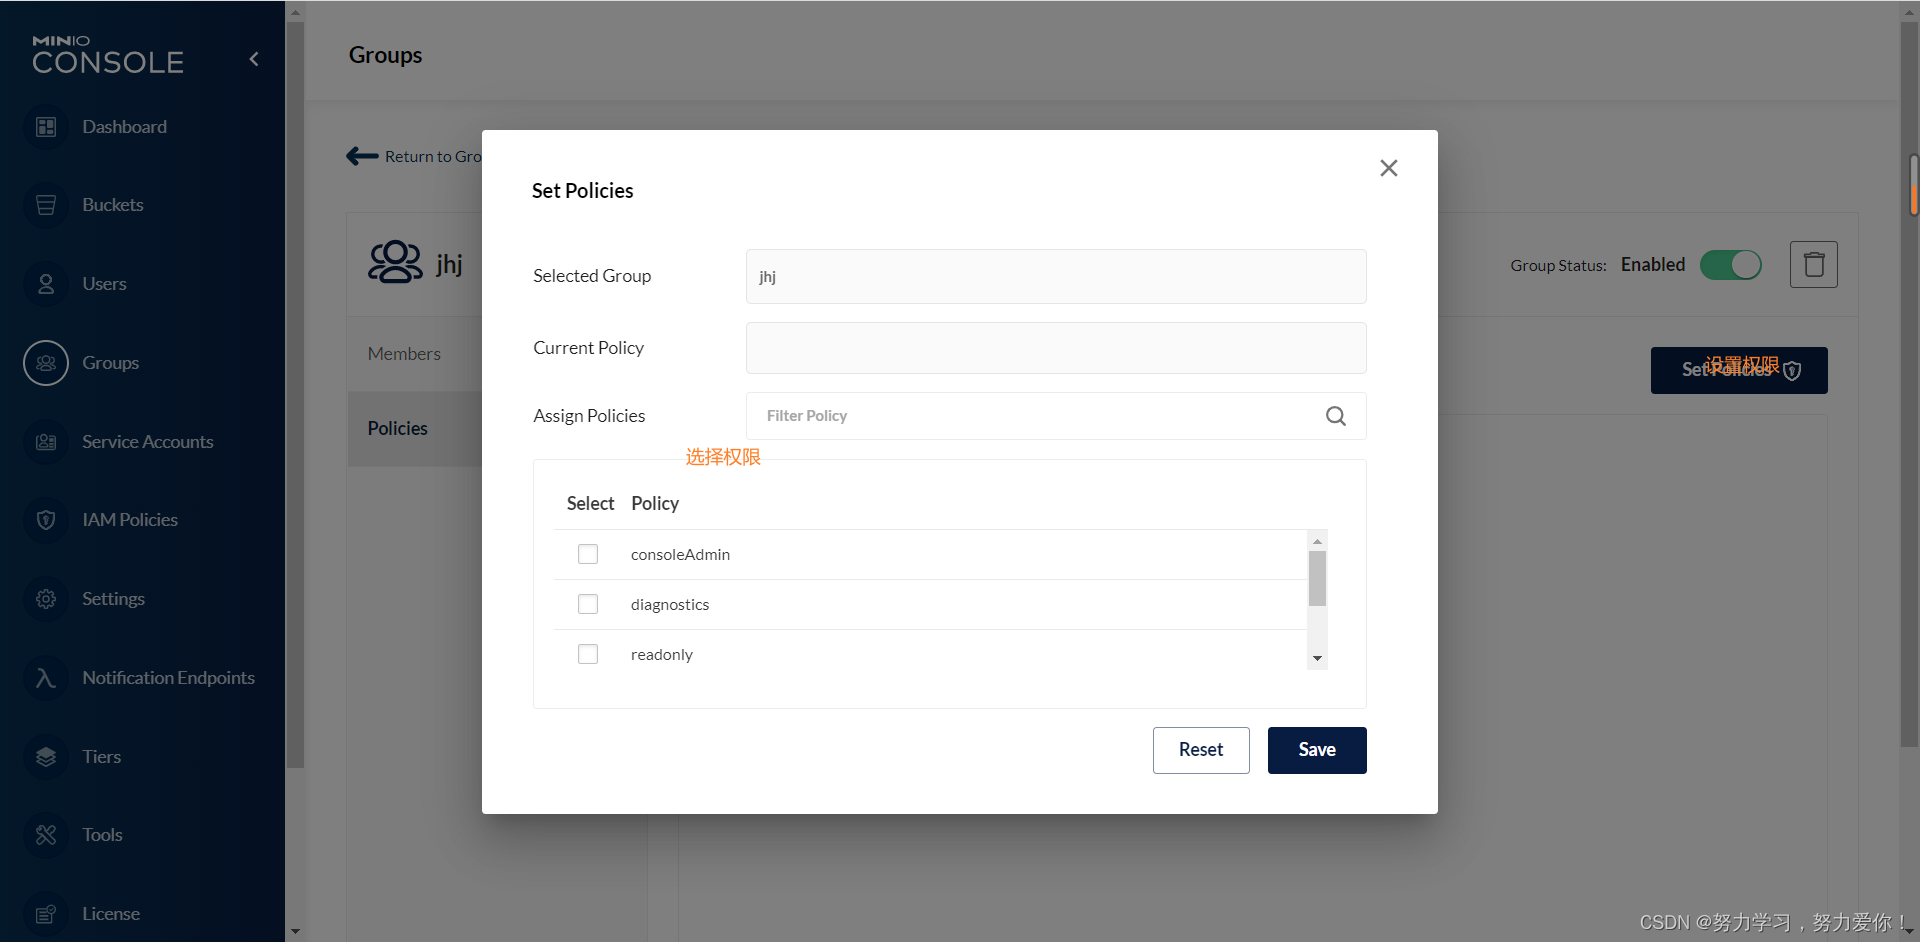 MINIO
CONSOLE
Dashboard
Buckets
Users
Groups
Service Accounts
IAM Policies
Settings
Notification Endpoints
Tiers
Tools
License
Groups
Return to Gro
jhj
Group Status: Enabled
Members
Policies
Set Policies
设置权限
Set Policies
Selected Group
jhj
Current Policy
Assign Policies
Filter Policy
选择权限
Select Policy
consoleAdmin
diagnostics
readonly
Reset
Save
CSDN @努力学习，努力爱你！